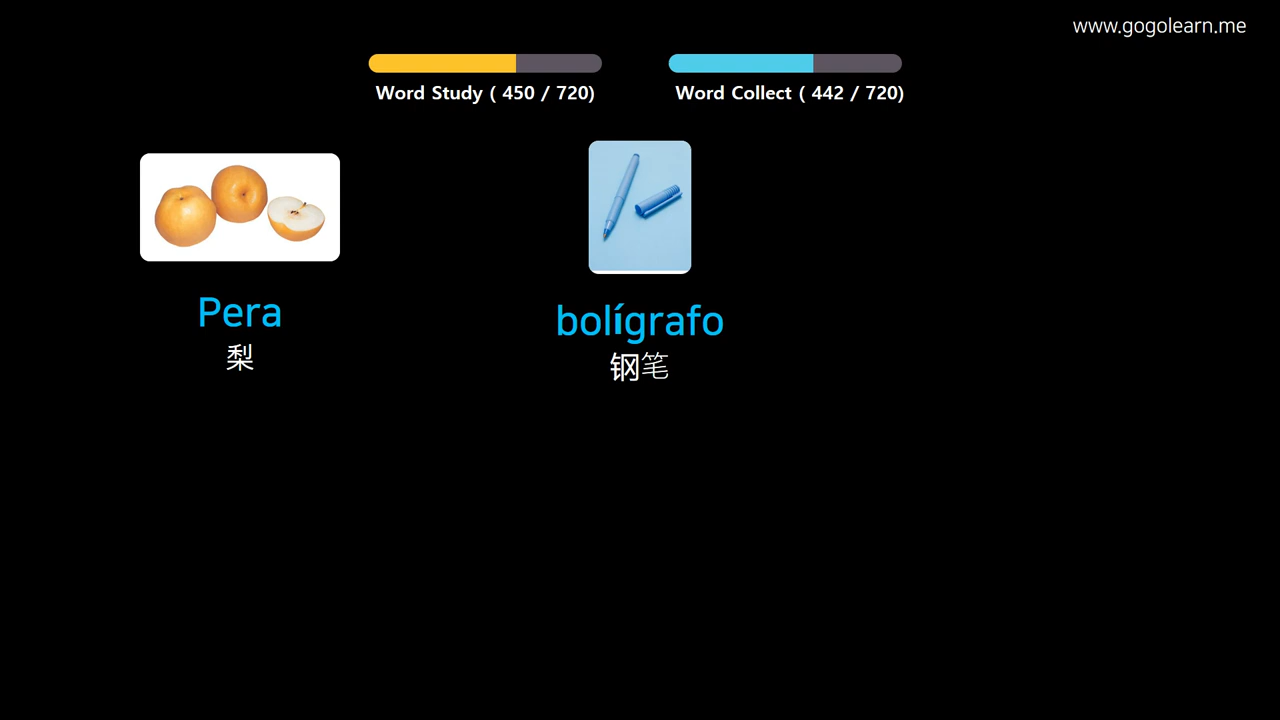 www.gogolearn.me
Word Study ( 450 / 720)
Word Collect ( 442 / 720)
Pera
梨
bolígrafo
钢笔